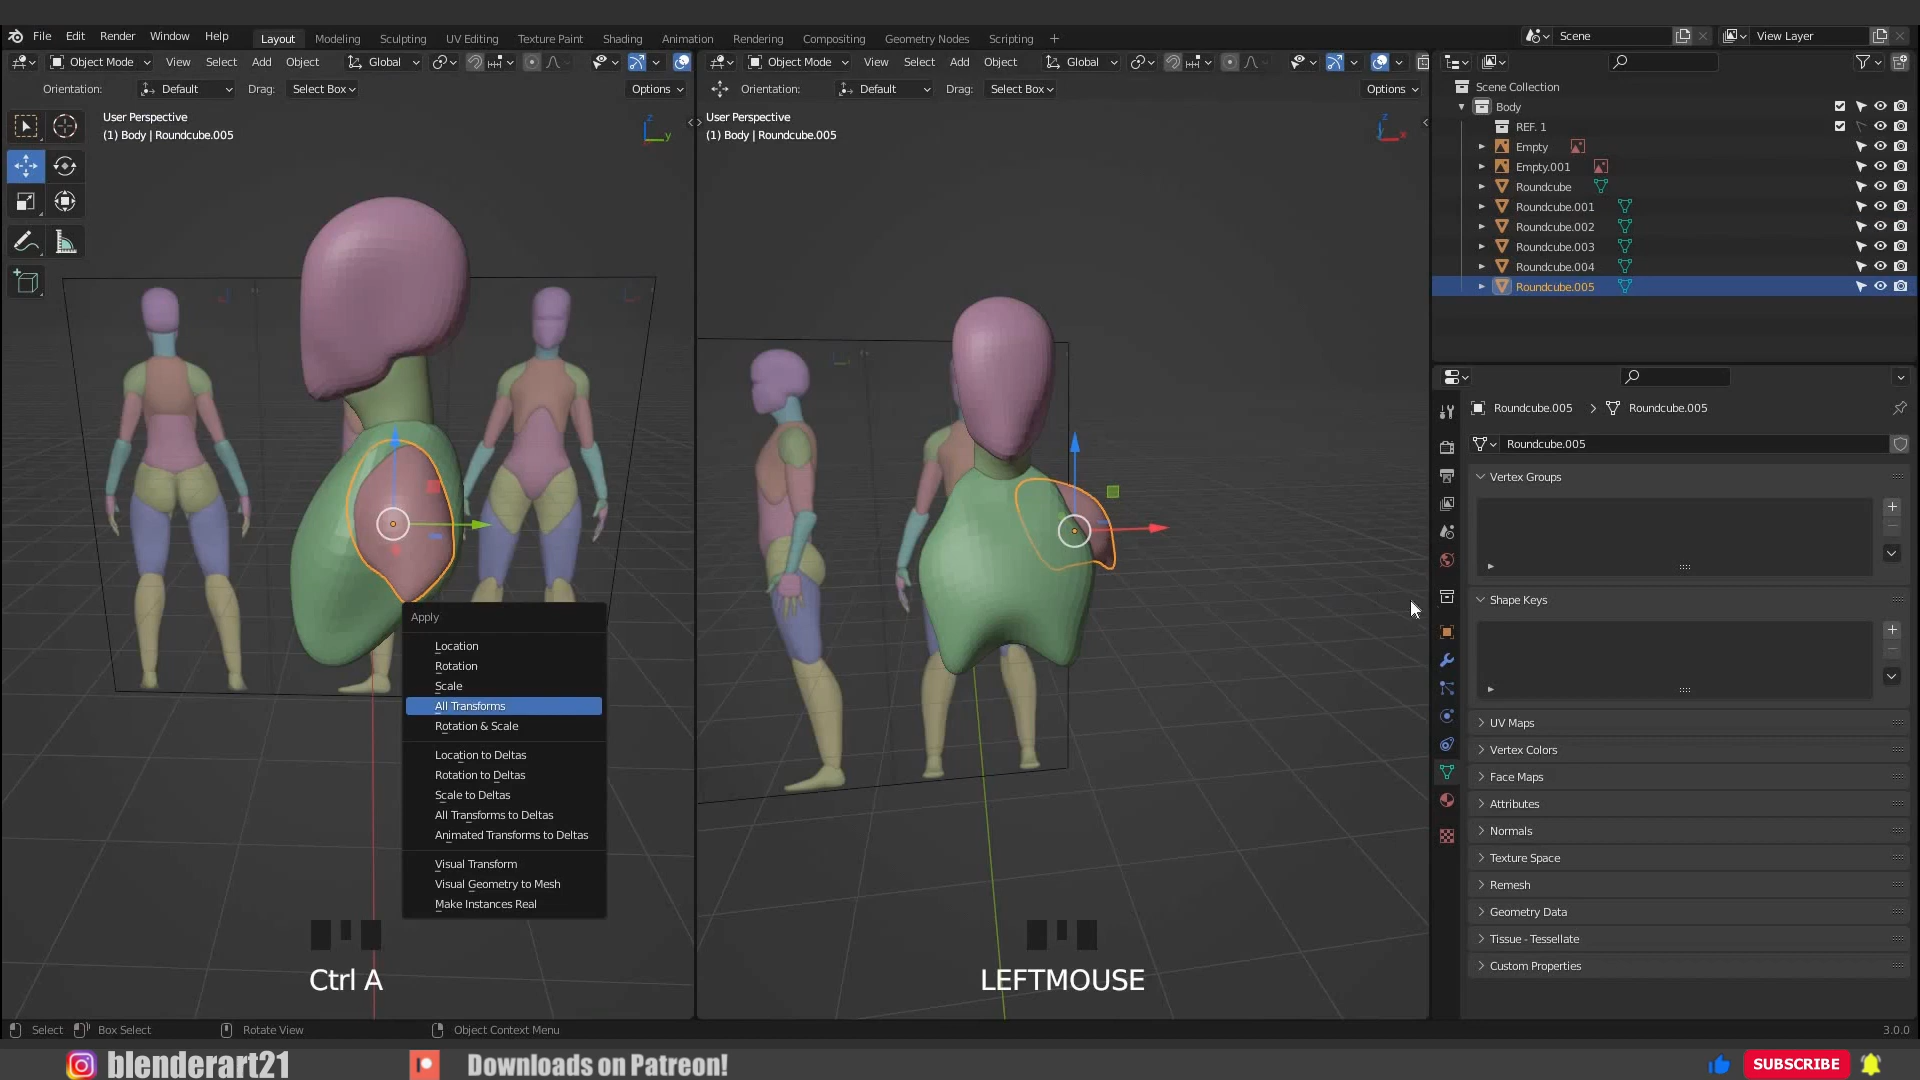 File Edit Render Window Help Layout Modeling Sculpting UV Editing Texture Paint Shading Animation Rendering Compositing Geometry Nodes Scripting + Scene View Layer
Object Mode View Select Add Object Global
Object Mode View Select Add Object Global
Orientation: Default Drag: Select Box Options
Orientation: Default Drag: Select Box Options
User Perspective
(1) Body | Roundcube.005
User Perspective
(1) Body | Roundcube.005
Scene Collection
Body
REF. 1
Empty
Empty.001
Roundcube
Roundcube.001
Roundcube.002
Roundcube.003
Roundcube.004
Roundcube.005
Roundcube.005 Roundcube.005
Roundcube.005
Vertex Groups
Shape Keys
UV Maps
Vertex Colors
Face Maps
Attributes
Normals
Texture Space
Remesh
Geometry Data
Tissue - Tessellate
Custom Properties
Apply
Location
Rotation
Scale
All Transforms
Rotation & Scale
Location to Deltas
Rotation to Deltas
Scale to Deltas
All Transforms to Deltas
Animated Transforms to Deltas
Visual Transform
Visual Geometry to Mesh
Make Instances Real
Ctrl A
LEFTMOUSE
Select Box Select Rotate View Object Context Menu 3.0.0
blenderart21 Downloads on Patreon! SUBSCRIBE